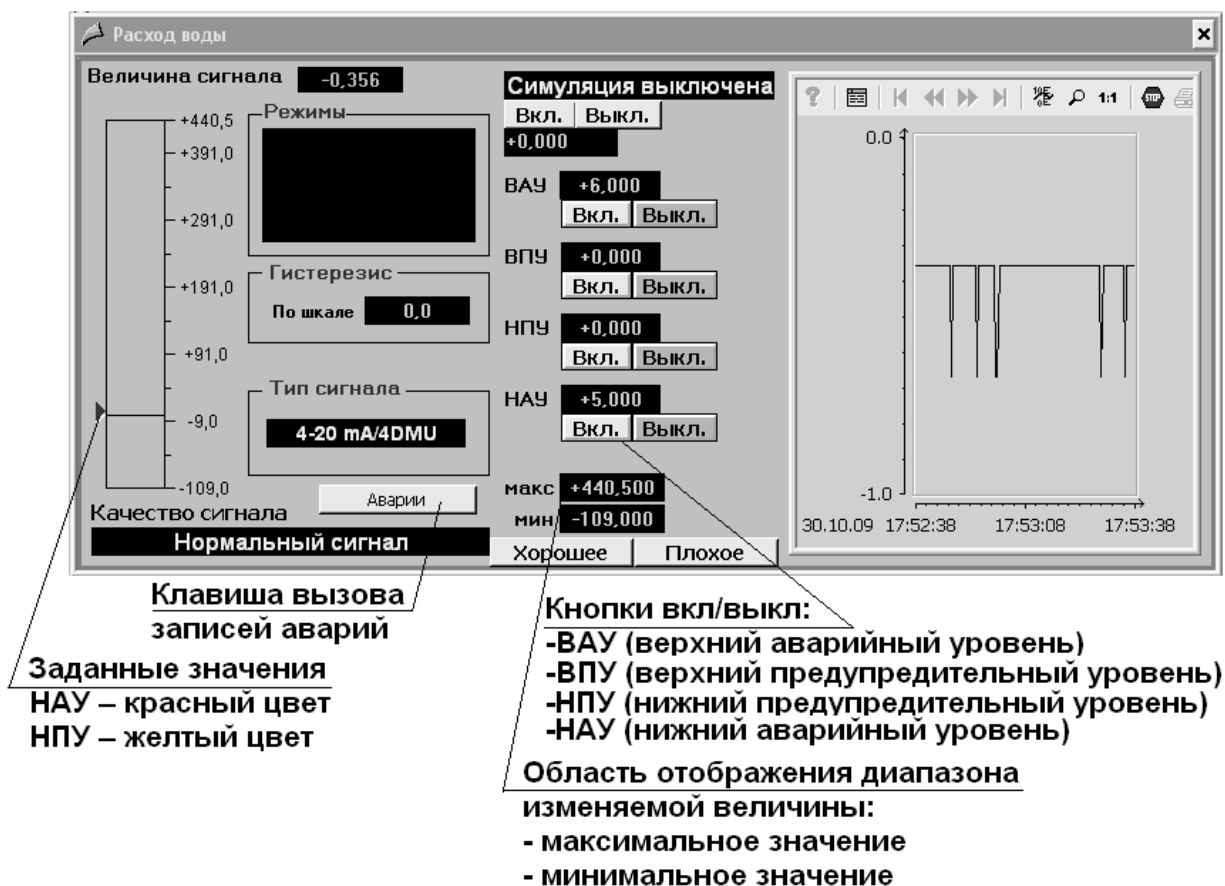 Расход воды
Величина сигнала -0,356
Режимы
+440,5
+391,0
+291,0
+191,0
+91,0
-9,0
-109,0
Гистерезис
По шкале 0,0
Тип сигнала
4-20 mA/4DMU
Аварии
Качество сигнала
Нормальный сигнал
Симуляция выключена
Вкл. Выкл.
+0,000
ВАУ +6,000
Вкл. Выкл.
ВПУ +0,000
Вкл. Выкл.
НПУ +0,000
Вкл. Выкл.
НАУ +5,000
Вкл. Выкл.
макс +440,500
мин -109,000
Хорошее Плохое
? 1:1 STOP
0.0
-1.0
30.10.09 17:52:38 17:53:08 17:53:38
Клавиша вызова
записей аварий
Заданные значения
НАУ – красный цвет
НПУ – желтый цвет
Кнопки вкл/выкл:
-ВАУ (верхний аварийный уровень)
-ВПУ (верхний предупредительный уровень)
-НПУ (нижний предупредительный уровень)
-НАУ (нижний аварийный уровень)
Область отображения диапазона
изменяемой величины:
- максимальное значение
- минимальное значение